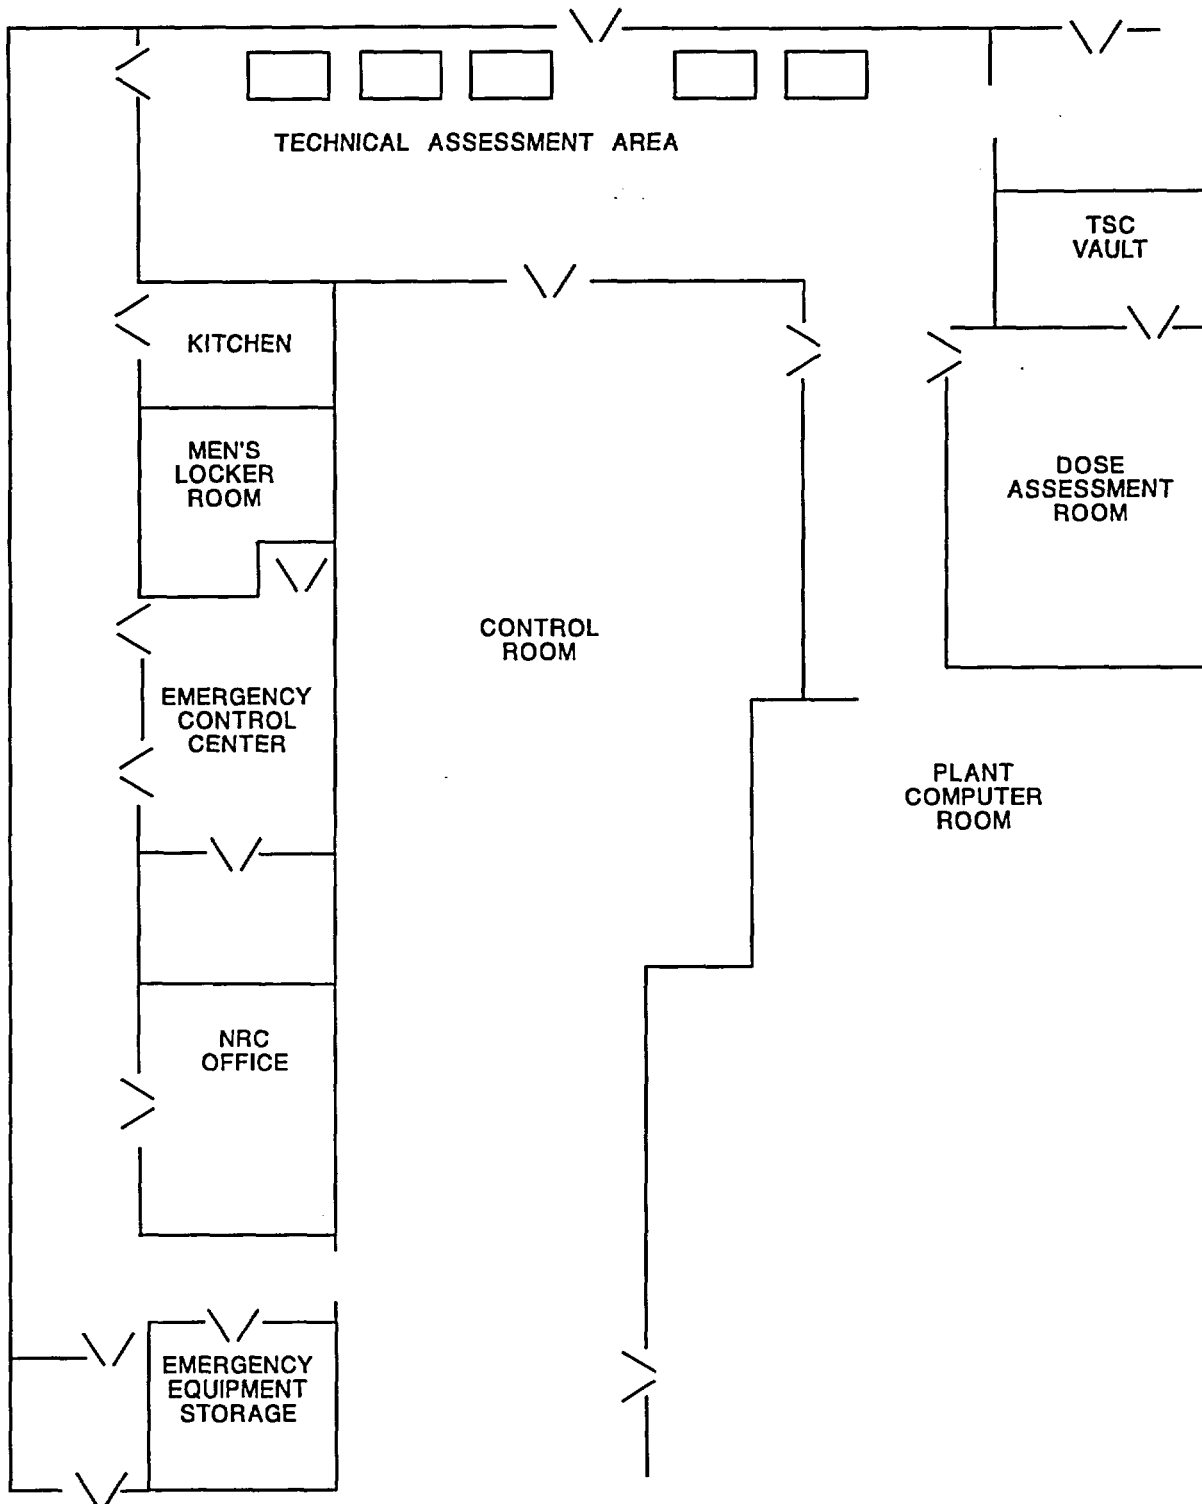 TECHNICAL ASSESSMENT AREA
TSC
VAULT
KITCHEN
MEN'S
LOCKER
ROOM
DOSE
ASSESSMENT
ROOM
CONTROL
ROOM
EMERGENCY
CONTROL
CENTER
PLANT
COMPUTER
ROOM
NRC
OFFICE
EMERGENCY
EQUIPMENT
STORAGE